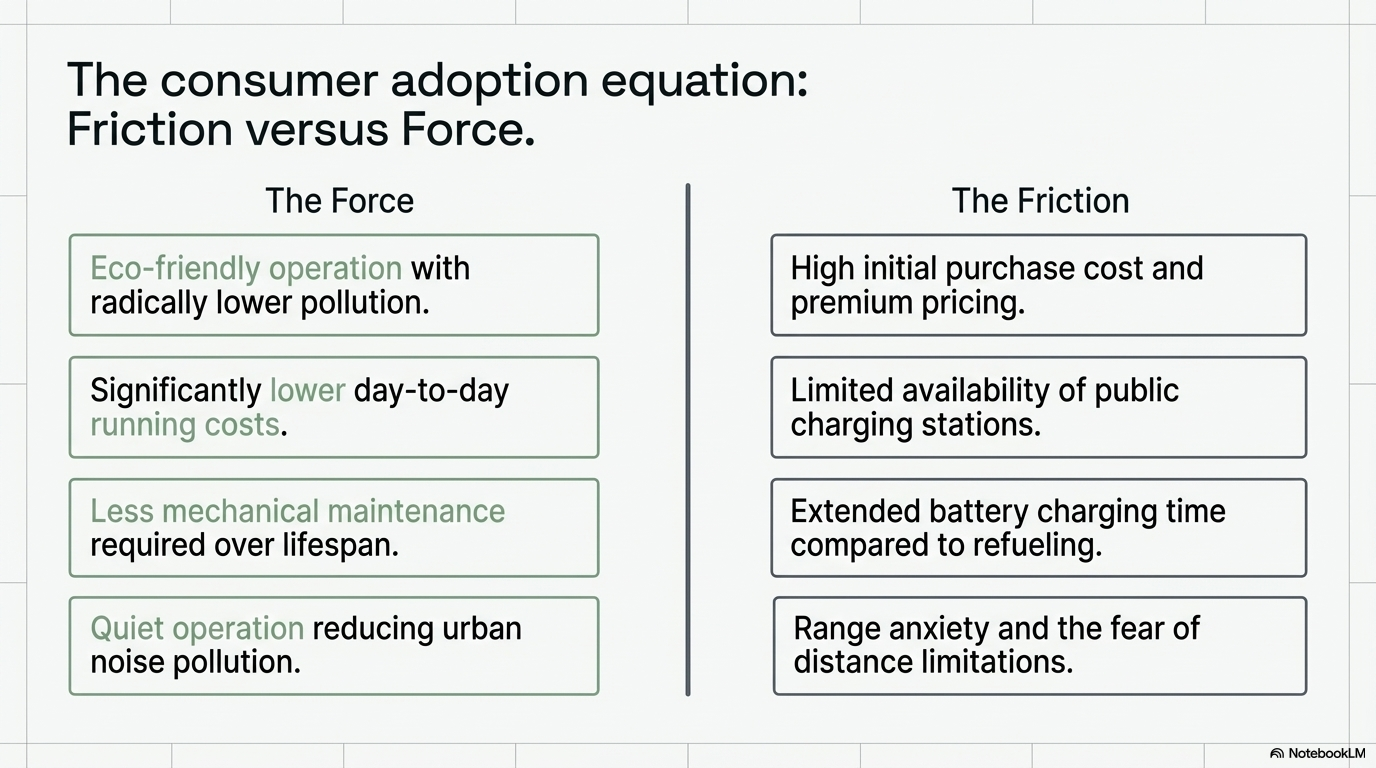 The consumer adoption equation:
Friction versus Force.
The Force
Eco-friendly operation with
radically lower pollution.
Significantly lower day-to-day
running costs.
Less mechanical maintenance
required over lifespan.
Quiet operation reducing urban
noise pollution.
The Friction
High initial purchase cost and
premium pricing.
Limited availability of public
charging stations.
Extended battery charging time
compared to refueling.
Range anxiety and the fear of
distance limitations.
NotebookLM